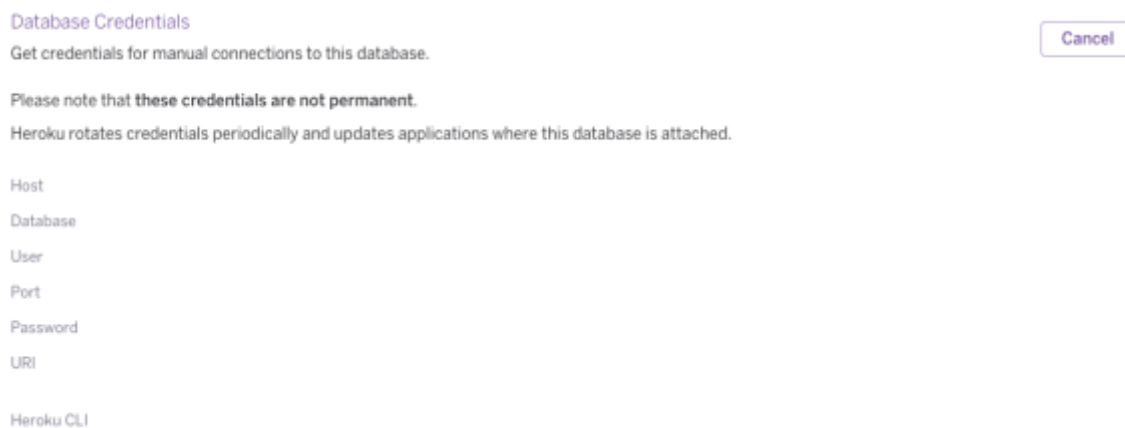 Database Credentials
Get credentials for manual connections to this database.
Cancel
Please note that these credentials are not permanent.
Heroku rotates credentials periodically and updates applications where this database is attached.
Host
Database
User
Port
Password
URI
Heroku CLI